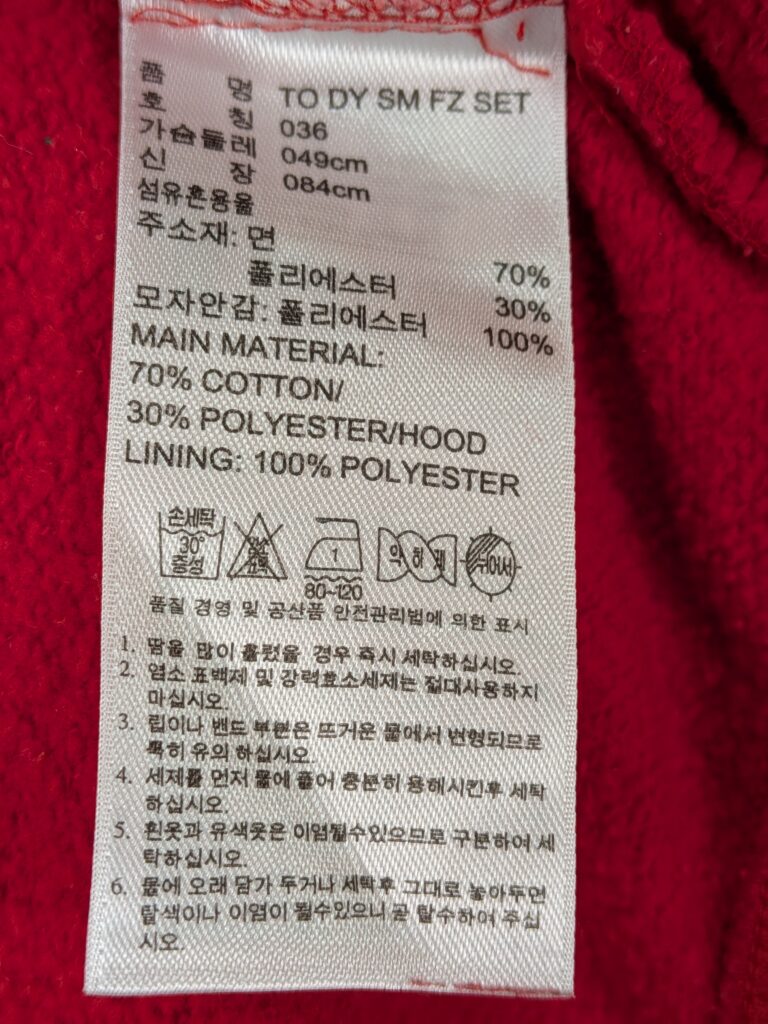 품 명 TO DY SM FZ SET
호 칭 036
가슴둘레 049cm
신 장 084cm
섬유혼용율
주소재: 면 70%
폴리에스터 30%
모자안감: 폴리에스터 100%
MAIN MATERIAL:
70% COTTON/
30% POLYESTER/HOOD
LINING: 100% POLYESTER
손세탁
30°
중성
염소
표백
1
80~120
약하게
뉘어서
품질 경영 및 공산품 안전관리법에 의한 표시
1. 땀을 많이 흘렸을 경우 즉시 세탁하십시오.
2. 염소 표백제 및 강력효소세제는 절대사용하지
마십시오.
3. 립이나 밴드 부분은 뜨거운 물에서 변형되므로
특히 유의 하십시오.
4. 세제를 먼저 물에 풀어 충분히 용해시킨후 세탁
하십시오.
5. 흰옷과 유색옷은 이염될수있으므로 구분하여 세
탁하십시오.
6. 물에 오래 담가 두거나 세탁후 그대로 놓아두면
탈색이나 이염이 될수있으니 곧 탈수하여 주십
시오.